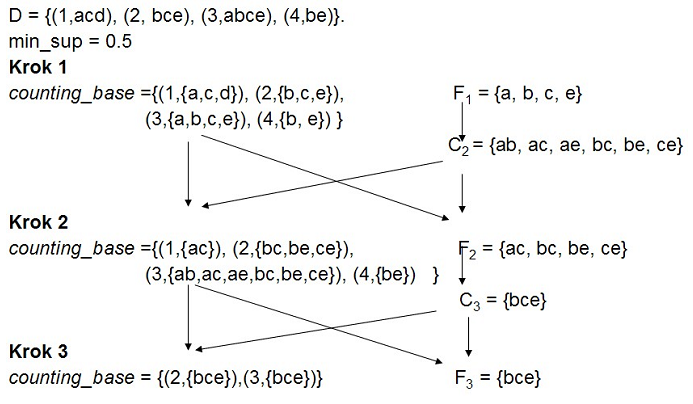 D = {(1,acd), (2, bce), (3,abce), (4,be)}.
min_sup = 0.5
Krok 1
counting_base ={(1,{a,c,d}), (2,{b,c,e}),
(3,{a,b,c,e}), (4,{b, e}) }
F₁ = {a, b, c, e}
C₂ = {ab, ac, ae, bc, be, ce}
Krok 2
counting_base ={(1,{ac}), (2,{bc,be,ce}),
(3,{ab,ac,ae,bc,be,ce}), (4,{be}) }
F₂ = {ac, bc, be, ce}
C₃ = {bce}
Krok 3
counting_base = {(2,{bce}),(3,{bce})}
F₃ = {bce}